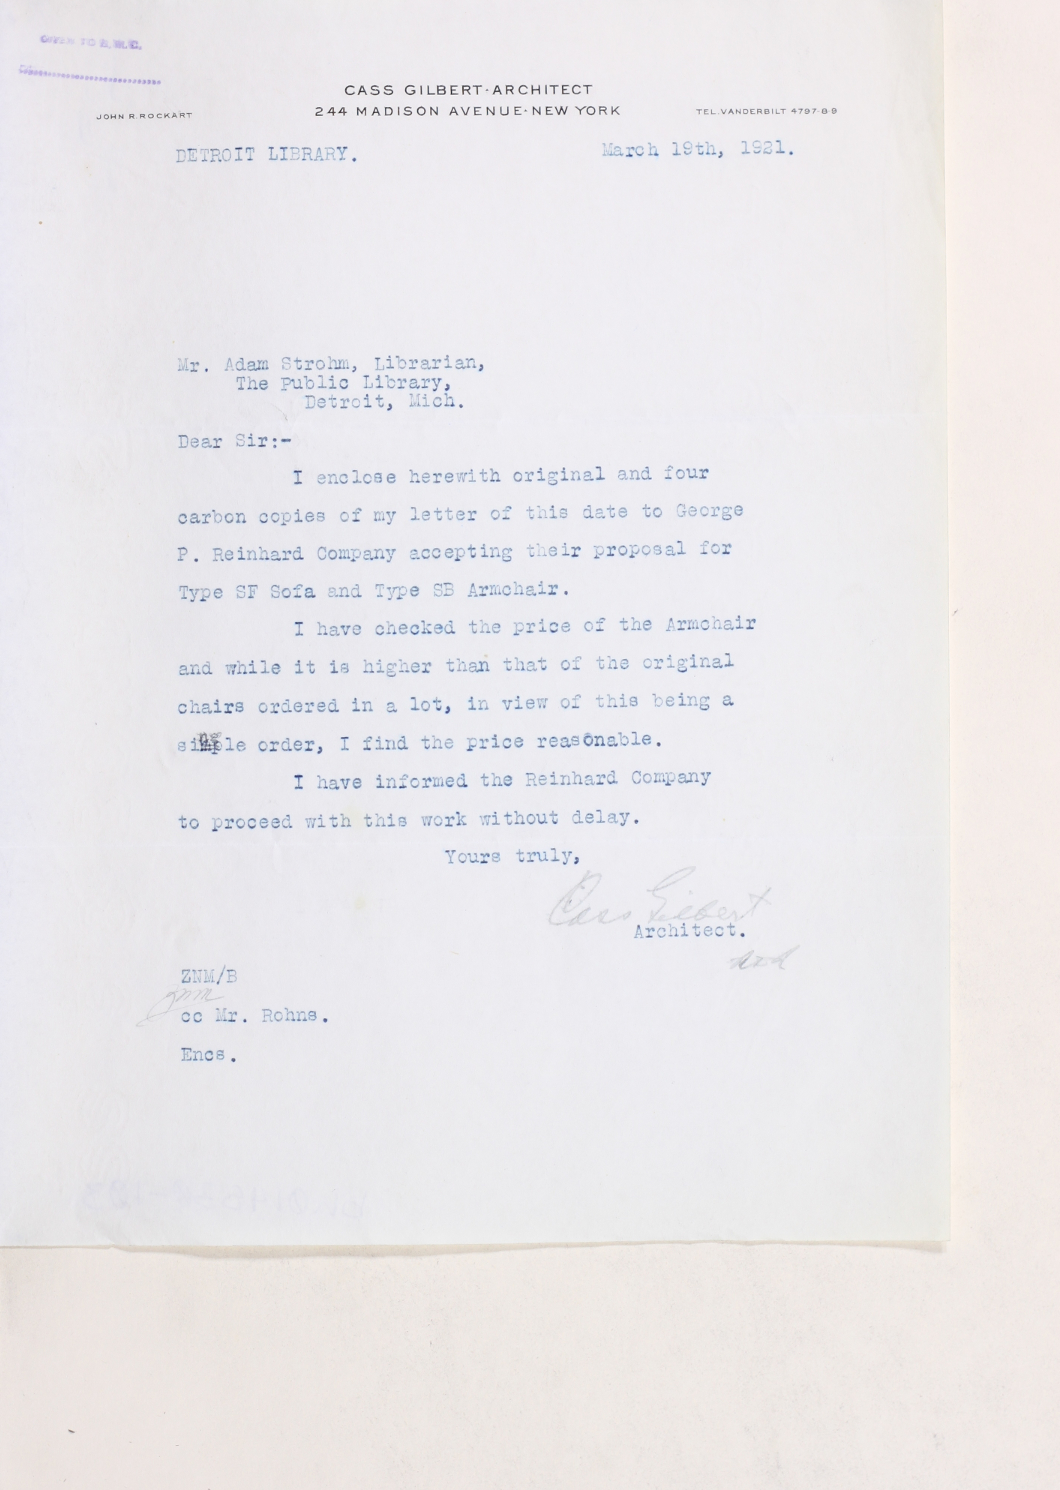 GIVEN TO E.W.C.
CASS GILBERT·ARCHITECT
244 MADISON AVENUE·NEW YORK
JOHN R. ROCKART
TEL. VANDERBILT 4797-8-9
DETROIT LIBRARY.
March 19th, 1921.
Mr. Adam Strohm, Librarian,
The Public Library,
Detroit, Mich.
Dear Sir:-
I enclose herewith original and four
carbon copies of my letter of this date to George
P. Reinhard Company accepting their proposal for
Type SF Sofa and Type SB Armchair.
I have checked the price of the Armchair
and while it is higher than that of the original
chairs ordered in a lot, in view of this being a
single order, I find the price reasonable.
I have informed the Reinhard Company
to proceed with this work without delay.
Yours truly,
Cass Gilbert
Architect.
ZNM/B
znm
cc Mr. Rohns.
Encs.